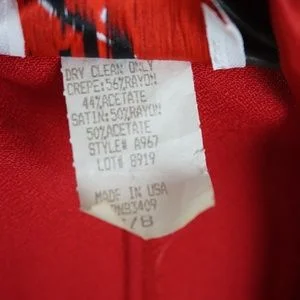 DRY CLEAN ONLY
CREPE: 56%RAYON
44%ACETATE
SATIN: 50%RAYON
50%ACETATE
STYLE# A967
LOT# 8919
MADE IN USA
RN93409
/8